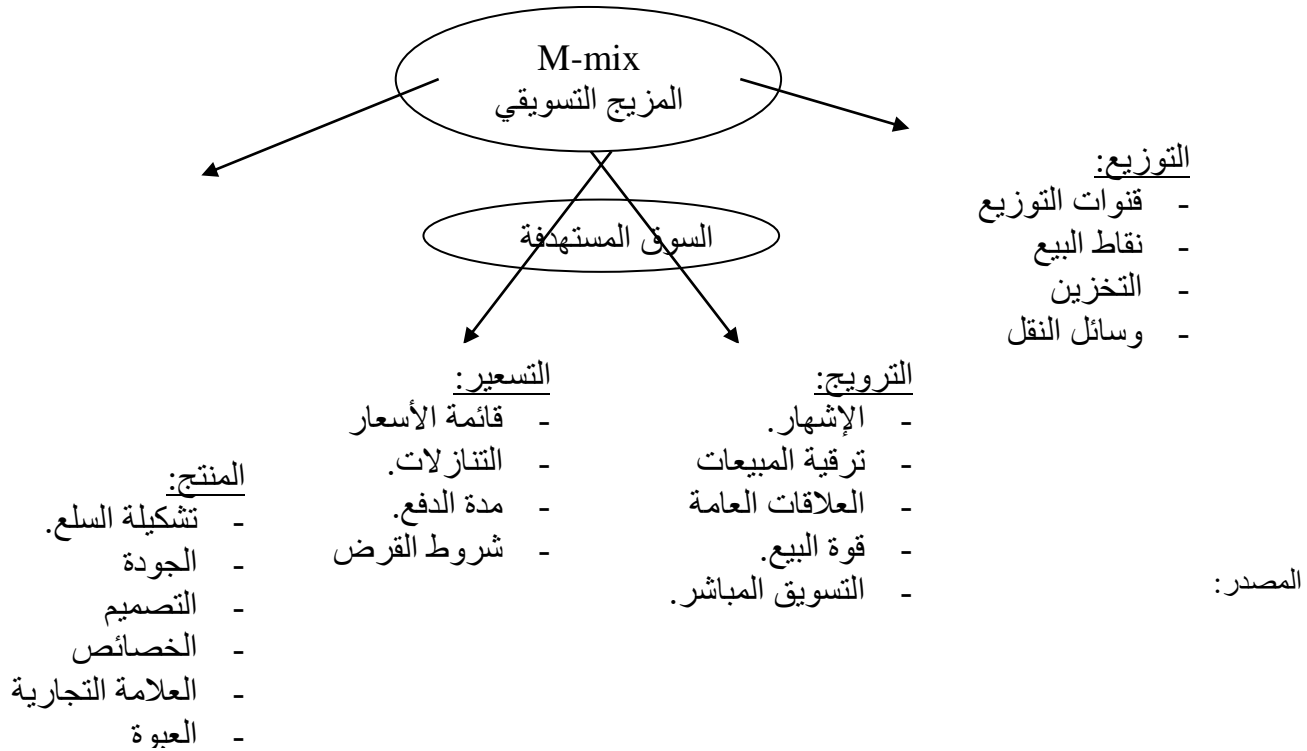 M-mix
المزيج التسويقي
السوق المستهدفة
التوزيع:
- قنوات التوزيع
- نقاط البيع
- التخزين
- وسائل النقل
الترويج:
- الإشهار.
- ترقية المبيعات
- العلاقات العامة
- قوة البيع.
- التسويق المباشر.
التسعير:
- قائمة الأسعار
- التنازلات.
- مدة الدفع.
- شروط القرض
المنتج:
- تشكيلة السلع.
- الجودة
- التصميم
- الخصائص
- العلامة التجارية
- العبوة
المصدر: